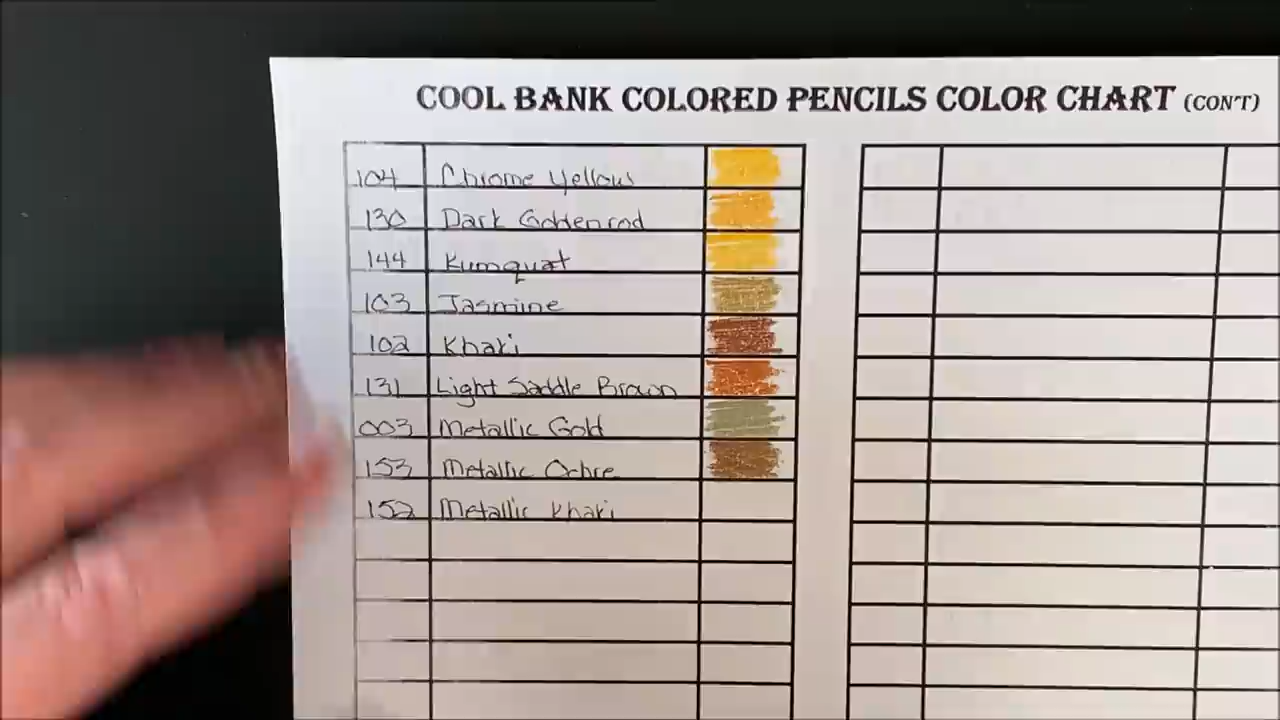 COOL BANK COLORED PENCILS COLOR CHART (CON'T)
104 Chrome Yellow
130 Dark Goldenrod
144 Kumquat
103 Jasmine
102 Khaki
131 Light Saddle Brown
003 Metallic Gold
153 Metallic Ochre
152 Metallic Khaki